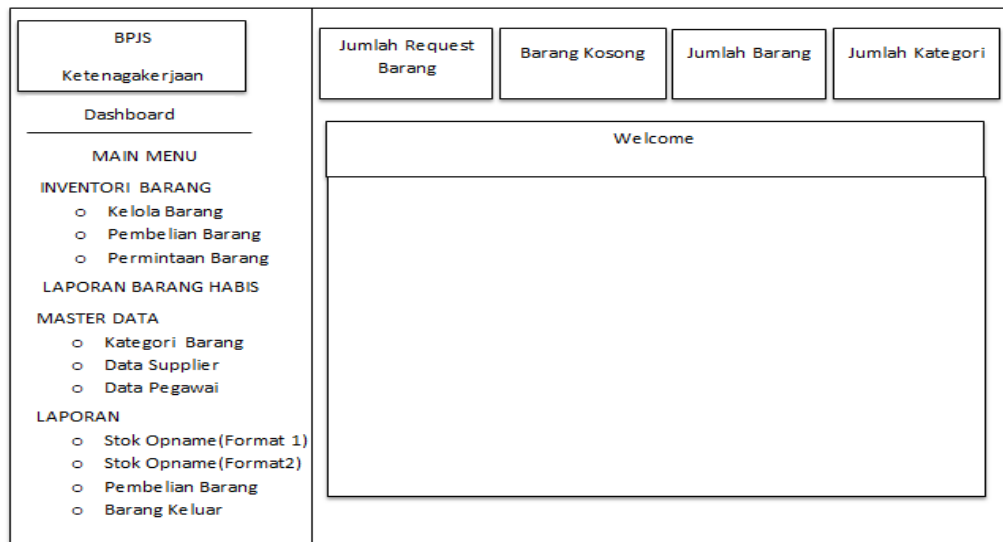 BPJS
Ketenagakerjaan
Dashboard
MAIN MENU
INVENTORI BARANG
o Kelola Barang
o Pembelian Barang
o Permintaan Barang
LAPORAN BARANG HABIS
MASTER DATA
o Kategori Barang
o Data Supplier
o Data Pegawai
LAPORAN
o Stok Opname(Format 1)
o Stok Opname(Format2)
o Pembelian Barang
o Barang Keluar
Jumlah Request
Barang
Barang Kosong
Jumlah Barang
Jumlah Kategori
Welcome